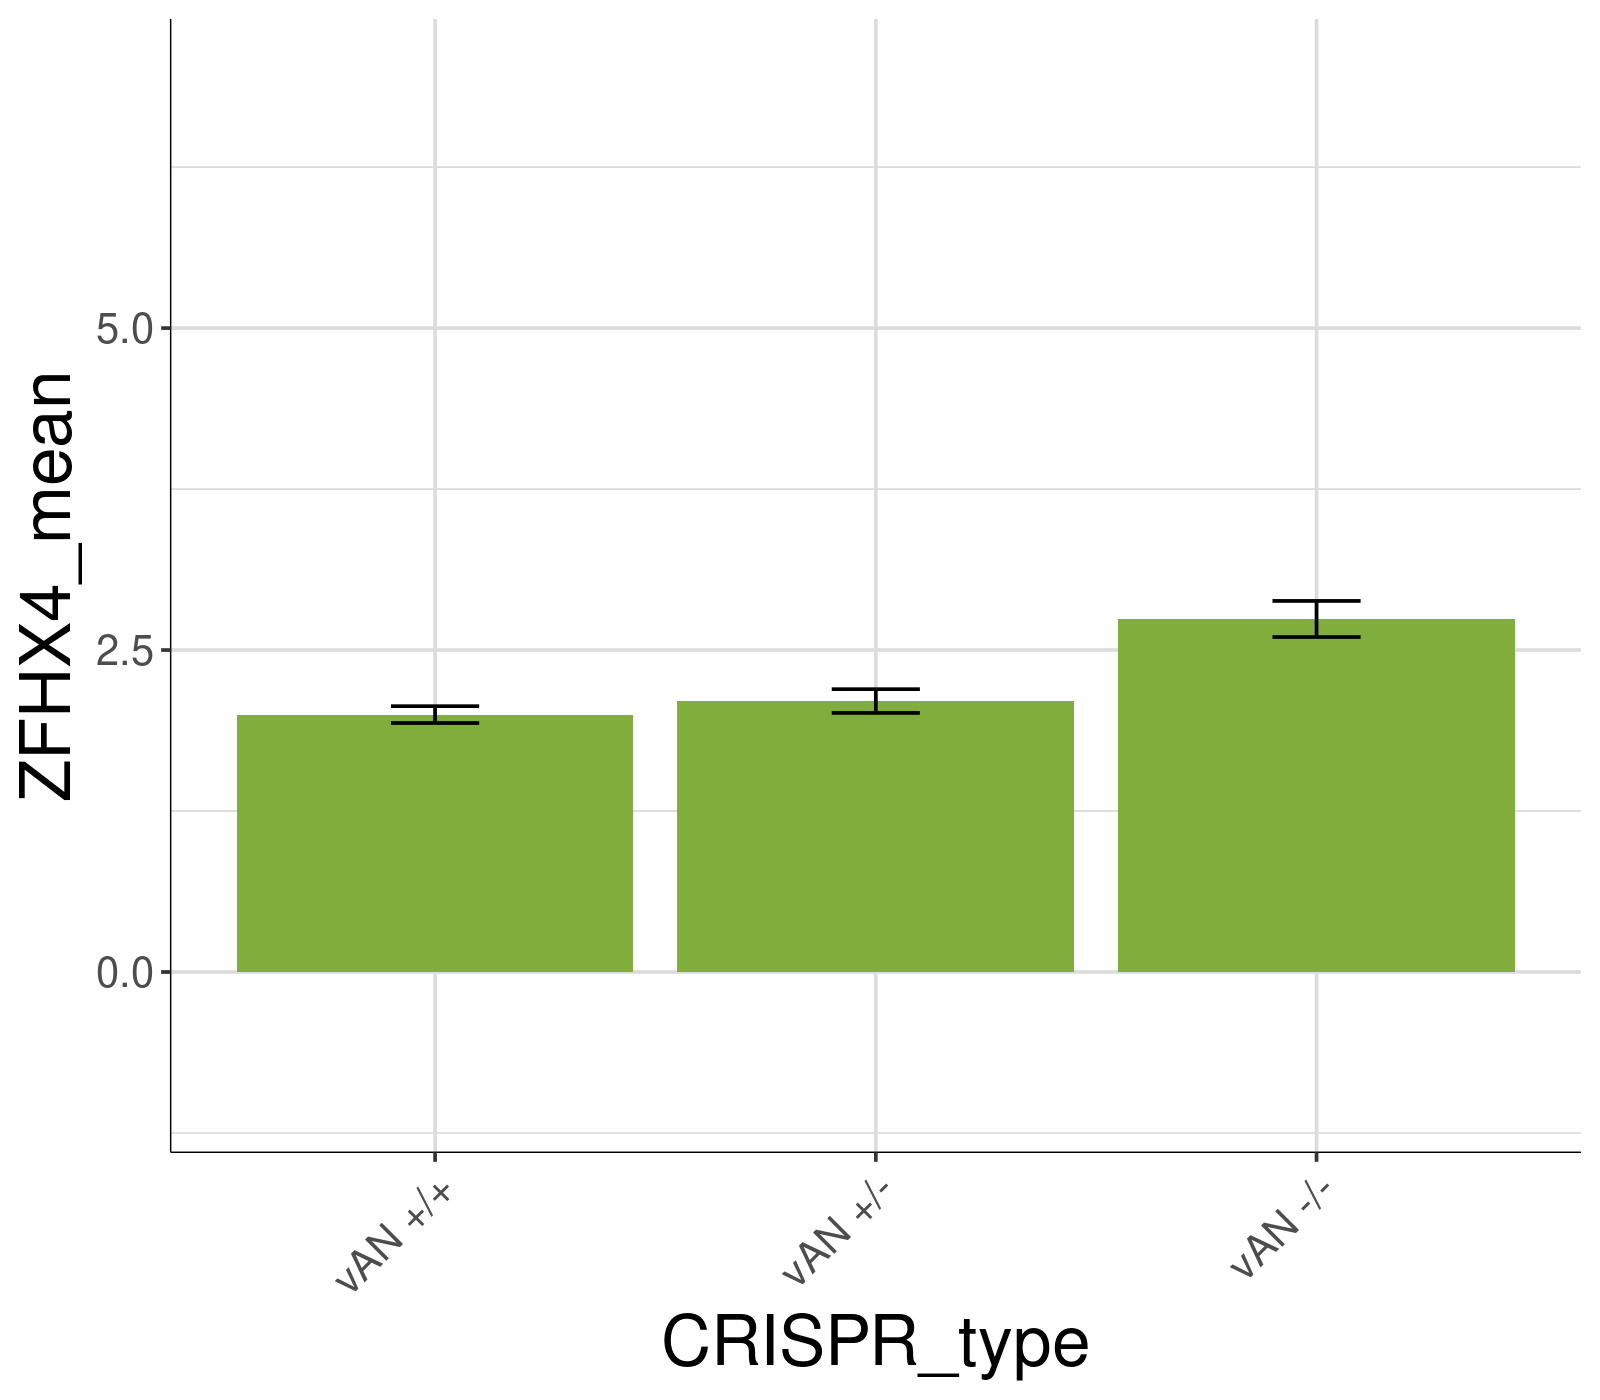 ZFHX4_mean
5.0
2.5
0.0
vAN +/+
vAN +/-
vAN -/-
CRISPR_type